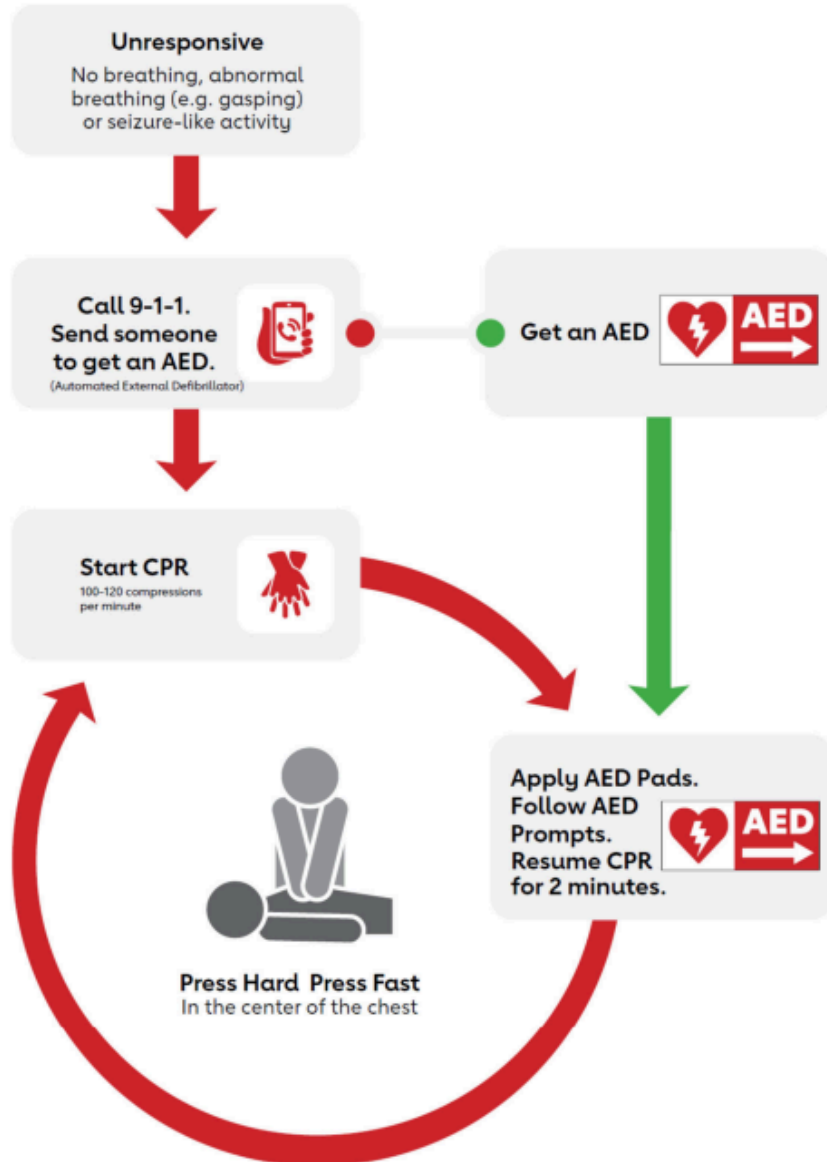 Unresponsive
No breathing, abnormal
breathing (e.g. gasping)
or seizure-like activity
Call 9-1-1.
Send someone
to get an AED.
(Automated External Defibrillator)
Get an AED
AED
Start CPR
100-120 compressions
per minute
Apply AED Pads.
Follow AED
Prompts.
Resume CPR
for 2 minutes.
AED
Press Hard Press Fast
In the center of the chest